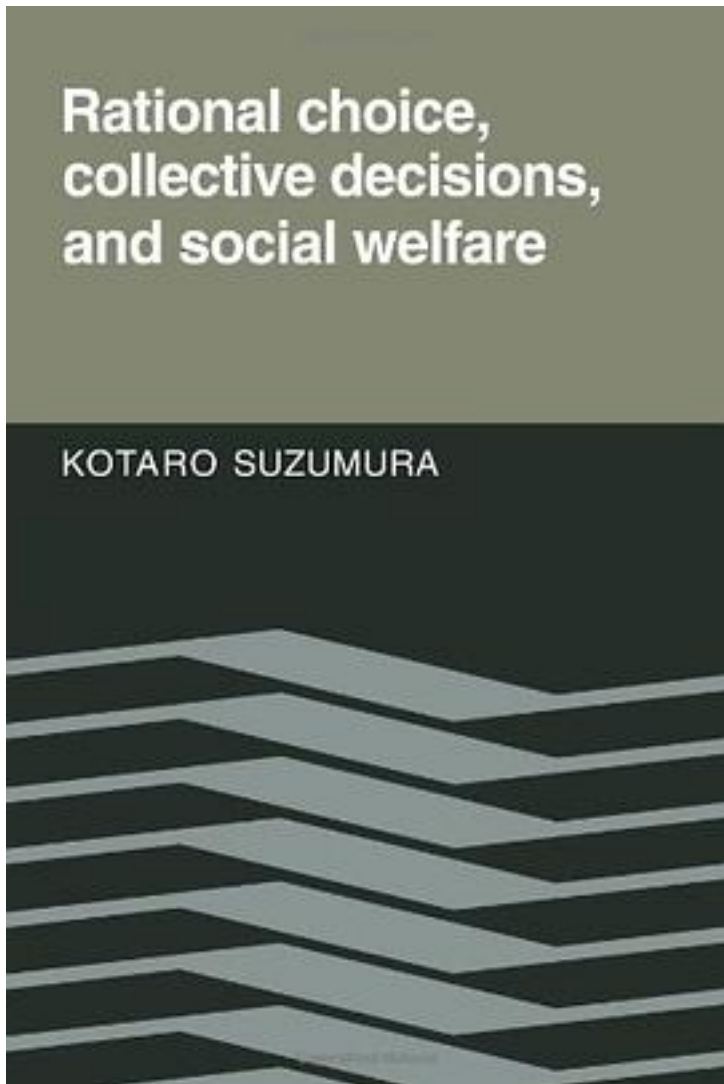 Rational choice,
collective decisions,
and social welfare
KOTARO SUZUMURA